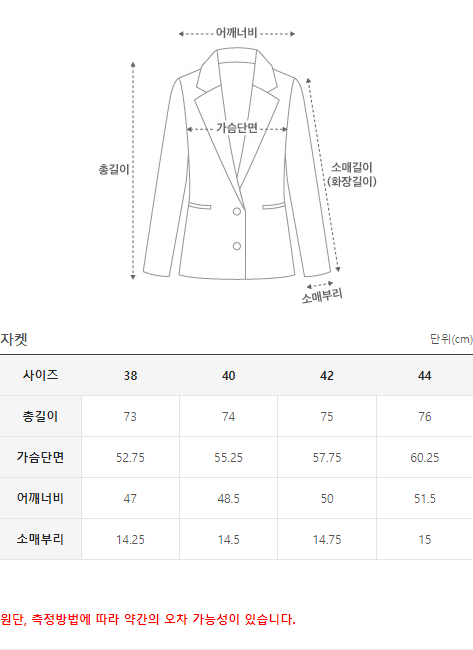 어깨너비
가슴단면
총길이
소매길이
(화장길이)
소매부리
자켓 단위(cm)
사이즈 38 40 42 44
총길이 73 74 75 76
가슴단면 52.75 55.25 57.75 60.25
어깨너비 47 48.5 50 51.5
소매부리 14.25 14.5 14.75 15
원단, 측정방법에 따라 약간의 오차 가능성이 있습니다.